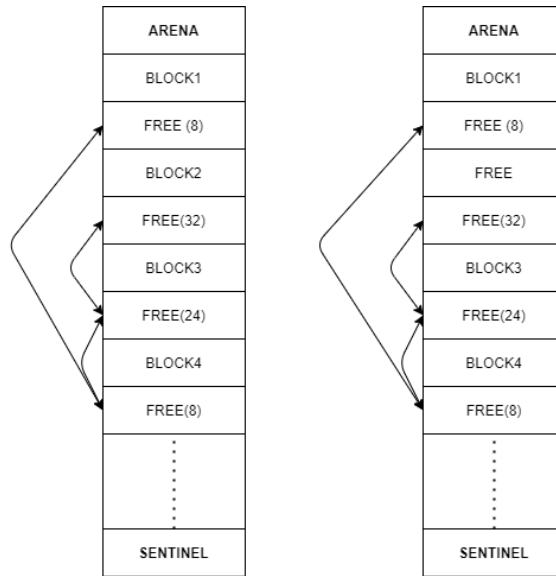 ARENA
BLOCK1
FREE (8)
BLOCK2
FREE(32)
BLOCK3
FREE(24)
BLOCK4
FREE(8)
SENTINEL
ARENA
BLOCK1
FREE (8)
FREE
FREE(32)
BLOCK3
FREE(24)
BLOCK4
FREE(8)
SENTINEL